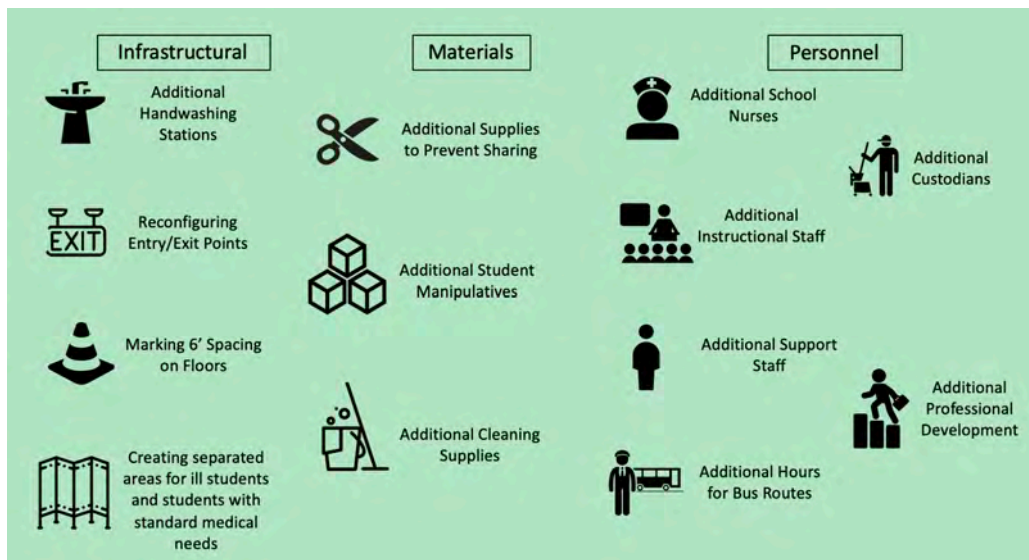 Infrastructural
Additional
Handwashing
Stations
EXIT
Reconfiguring
Entry/Exit Points
Marking 6' Spacing
on Floors
Creating separated
areas for ill students
and students with
standard medical
needs
Materials
Additional Supplies
to Prevent Sharing
Additional Student
Manipulatives
Additional Cleaning
Supplies
Personnel
Additional School
Nurses
Additional
Custodians
Additional
Instructional Staff
Additional Support
Staff
Additional
Professional
Development
Additional Hours
for Bus Routes